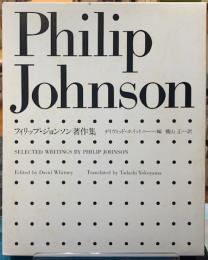 Philip
Johnson
フィリップ・ジョンソン著作集
デイヴィッド・ホイットニー=編 横山 正=訳
SELECTED WRITINGS BY PHILIP JOHNSON
Edited by David Whitney Translated by Tadashi Yokoyama